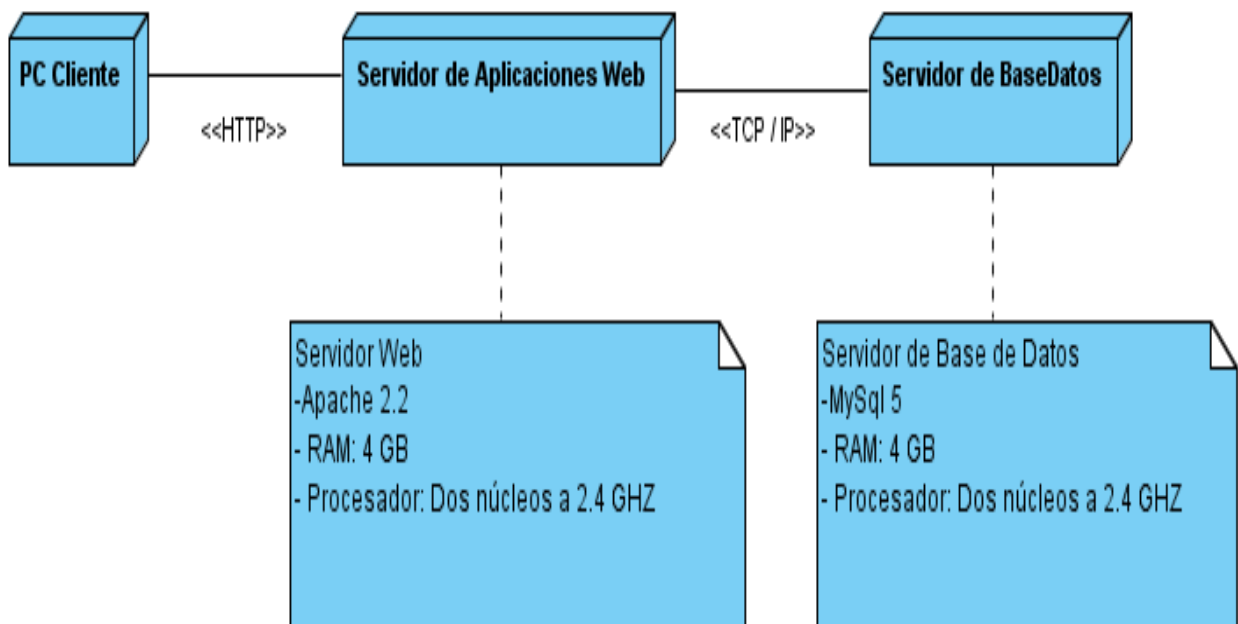 PC Cliente
Servidor de Aplicaciones Web
Servidor de BaseDatos
<<HTTP>>
<<TCP / IP>>
Servidor Web
-Apache 2.2
- RAM: 4 GB
- Procesador: Dos núcleos a 2.4 GHZ
Servidor de Base de Datos
-MySql 5
- RAM: 4 GB
- Procesador: Dos núcleos a 2.4 GHZ